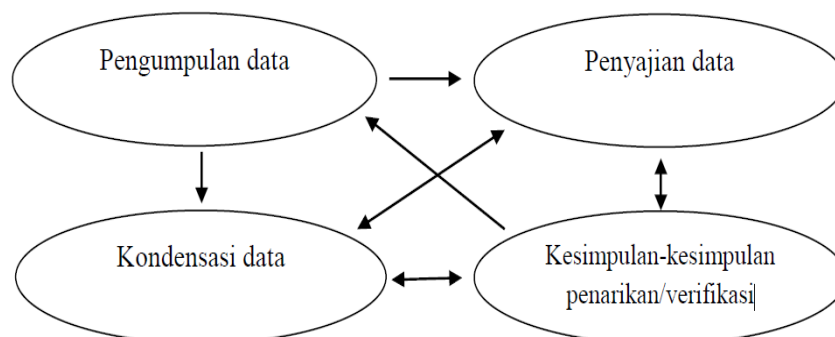 Pengumpulan data
Penyajian data
Kondensasi data
Kesimpulan-kesimpulan
penarikan/verifikasi